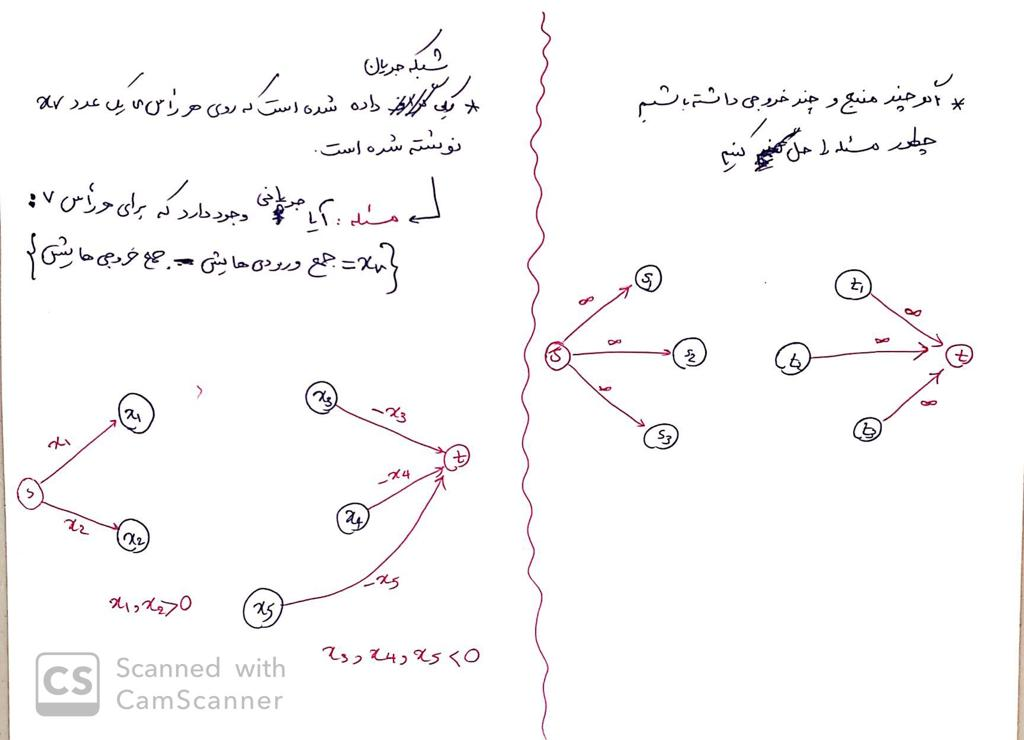 * اگر چند منبع و چند خروجی داشته باشیم
چطور مسئله را حل کنیم
s1
∞
s
∞
s2
∞
s3
t1
∞
t2
∞
t
t3
∞
شبکه جریان
* یک داده شده است که روی هر رأس v یک عدد xv
نوشته شده است.
مسئله: آیا جریانی وجود دارد که برای هر رأس v:
{xv = جمع ورودی هایش - جمع خروجی هایش}
x1
x1
s
x2
x2
x1, x2 > 0
x3
-x3
t
x4
-x4
x5
-x5
x3, x4, x5 < 0
CS Scanned with
CamScanner